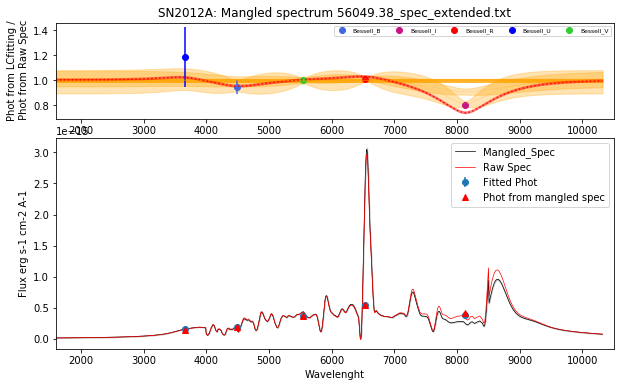 SN2012A: Mangled spectrum 56049.38_spec_extended.txt
Phot from LCfitting /
Phot from Raw Spec
1.4
1.2
1.0
0.8
Bessell_B
Bessell_I
Bessell_R
Bessell_U
Bessell_V
2000 3000 4000 5000 6000 7000 8000 9000 10000
Flux erg s-1 cm-2 A-1
3.0
2.5
2.0
1.5
1.0
0.5
0.0
Mangled_Spec
Raw Spec
Fitted Phot
Phot from mangled spec
2000 3000 4000 5000 6000 7000 8000 9000 10000
Wavelenght